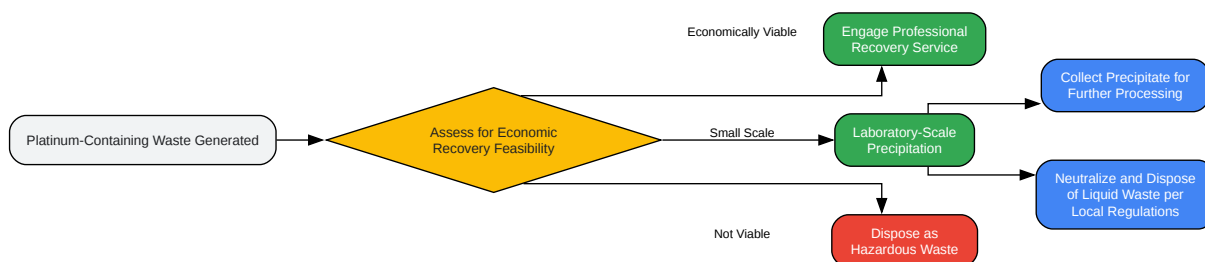 Platinum-Containing Waste Generated
Assess for Economic
Recovery Feasibility
Economically Viable
Engage Professional
Recovery Service
Small Scale
Laboratory-Scale
Precipitation
Collect Precipitate for
Further Processing
Neutralize and Dispose
of Liquid Waste per
Local Regulations
Not Viable
Dispose as
Hazardous Waste